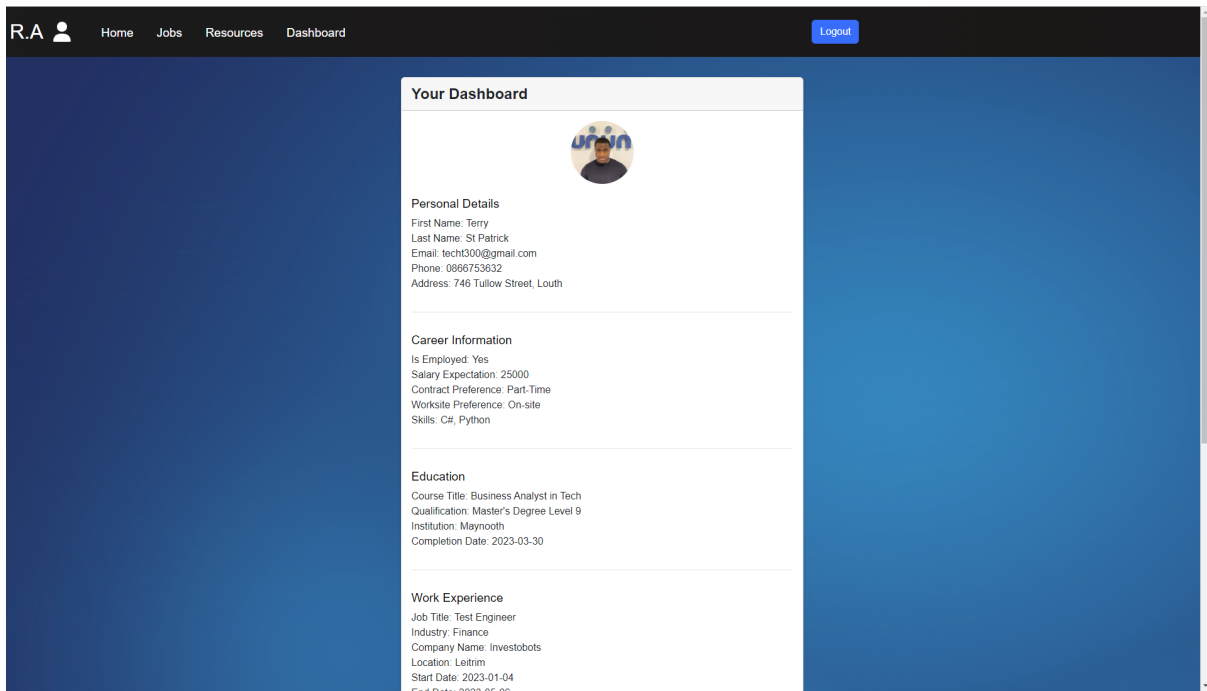 R.A Home Jobs Resources Dashboard Logout
Your Dashboard
Personal Details
First Name: Terry
Last Name: St Patrick
Email: techt300@gmail.com
Phone: 0866753632
Address: 746 Tullow Street, Louth
Career Information
Is Employed: Yes
Salary Expectation: 25000
Contract Preference: Part-Time
Worksite Preference: On-site
Skills: C#, Python
Education
Course Title: Business Analyst in Tech
Qualification: Master's Degree Level 9
Institution: Maynooth
Completion Date: 2023-03-30
Work Experience
Job Title: Test Engineer
Industry: Finance
Company Name: Investobots
Location: Leitrim
Start Date: 2023-01-04